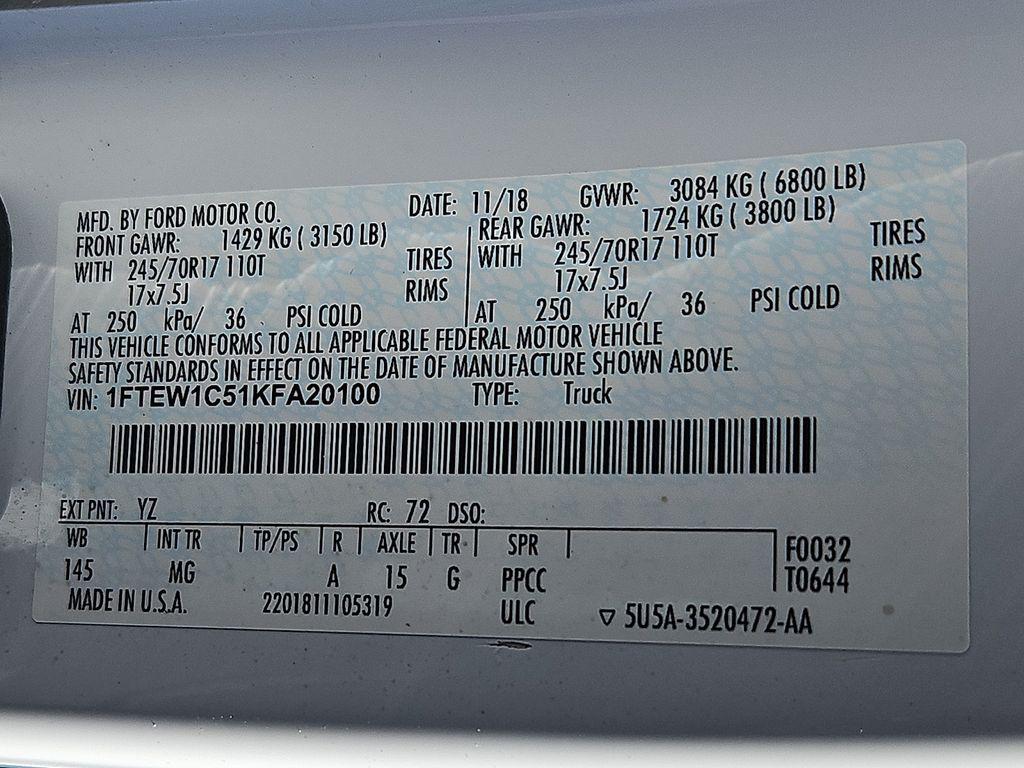 MFD. BY FORD MOTOR CO. DATE: 11/18 GVWR: 3084 KG ( 6800 LB)
FRONT GAWR: 1429 KG ( 3150 LB) REAR GAWR: 1724 KG ( 3800 LB)
WITH 245/70R17 110T TIRES WITH 245/70R17 110T TIRES
17x7.5J RIMS 17x7.5J RIMS
AT 250 kPa/ 36 PSI COLD AT 250 kPa/ 36 PSI COLD
THIS VEHICLE CONFORMS TO ALL APPLICABLE FEDERAL MOTOR VEHICLE
SAFETY STANDARDS IN EFFECT ON THE DATE OF MANUFACTURE SHOWN ABOVE.
VIN: 1FTEW1C51KFA20100 TYPE: Truck
EXT PNT: YZ RC: 72 DSO:
WB INT TR TP/PS R AXLE TR SPR F0032
145 MG A 15 G PPCC T0644
MADE IN U.S.A. 2201811105319 ULC ▽ 5U5A-3520472-AA